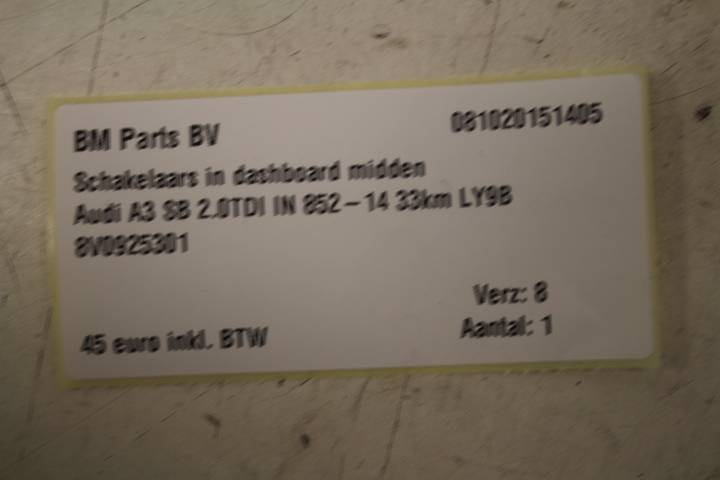 BM Parts BV 081020151405
Schakelaars in dashboard midden
Audi A3 SB 2.0TDI IN 852-14 33km LY9B
8V0925301
Verz: 8
45 euro inkl. BTW Aantal: 1